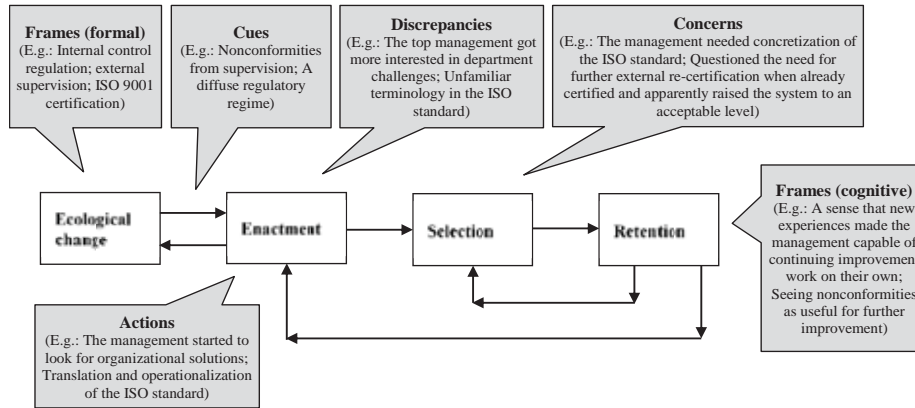 Frames (formal)
(E.g.: Internal control
regulation; external
supervision; ISO 9001
certification)
Cues
(E.g.: Nonconformities
from supervision; A
diffuse regulatory
regime)
Discrepancies
(E.g.: The top management got
more interested in department
challenges; Unfamiliar
terminology in the ISO
standard)
Concerns
(E.g.: The management needed concretization of
the ISO standard; Questioned the need for
further external re-certification when already
certified and apparently raised the system to an
acceptable level)
Ecological
change
Enactment
Selection
Retention
Frames (cognitive)
(E.g.: A sense that new
experiences made the
management capable of
continuing improvement
work on their own;
Seeing nonconformities
as useful for further
improvement)
Actions
(E.g.: The management started to
look for organizational solutions;
Translation and operationalization
of the ISO standard)